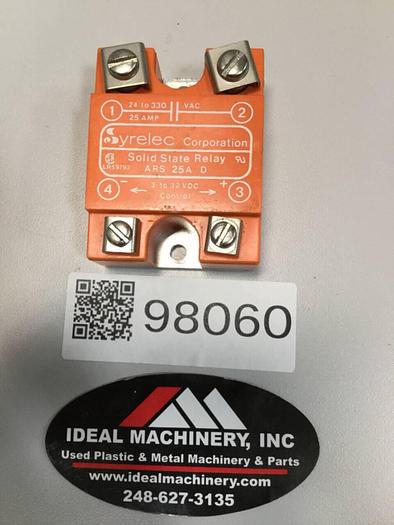 24 to 330 VAC
1 2
25 AMP
Syrelec Corporation
Solid State Relay
LR59793
ARS 25A D
4 - 3 to 32 VDC + 3
Control
98060
IDEAL MACHINERY, INC
Used Plastic & Metal Machinery & Parts
www.idealmachinery.com
248-627-3135